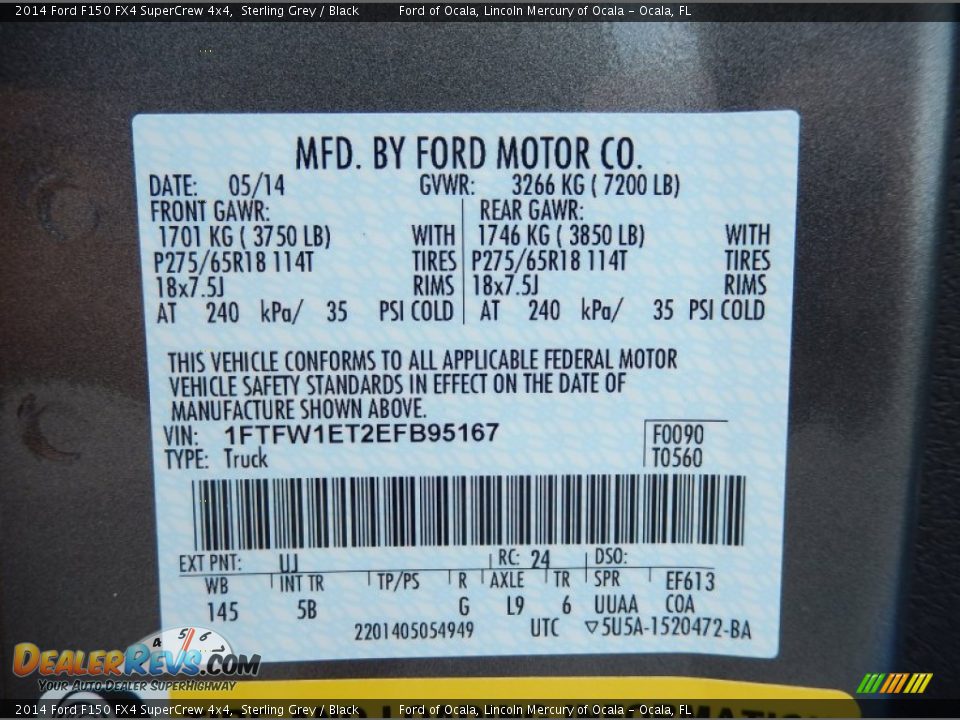 2014 Ford F150 FX4 SuperCrew 4x4, Sterling Grey / Black Ford of Ocala, Lincoln Mercury of Ocala - Ocala, FL
MFD. BY FORD MOTOR CO.
DATE: 05/14 GVWR: 3266 KG ( 7200 LB)
FRONT GAWR: REAR GAWR:
1701 KG ( 3750 LB) WITH 1746 KG ( 3850 LB) WITH
P275/65R18 114T TIRES P275/65R18 114T TIRES
18x7.5J RIMS 18x7.5J RIMS
AT 240 kPa/ 35 PSI COLD AT 240 kPa/ 35 PSI COLD
THIS VEHICLE CONFORMS TO ALL APPLICABLE FEDERAL MOTOR
VEHICLE SAFETY STANDARDS IN EFFECT ON THE DATE OF
MANUFACTURE SHOWN ABOVE.
VIN: 1FTFW1ET2EFB95167 F0090
TYPE: Truck T0560
EXT PNT: UJ RC: 24 DSO:
WB INT TR TP/PS R AXLE TR SPR EF613
145 5B G L9 6 UUAA COA
2201405054949 UTC ▽5U5A-1520472-BA
4 5 6
DealerRevs.com
Your Auto Dealer SuperHighway
2014 Ford F150 FX4 SuperCrew 4x4, Sterling Grey / Black Ford of Ocala, Lincoln Mercury of Ocala - Ocala, FL